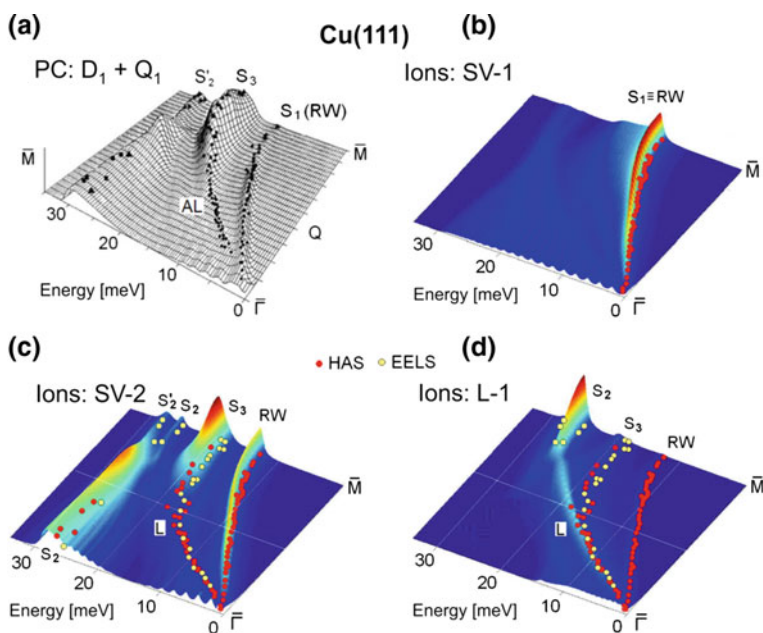 Cu(111)
(a)
PC: D₁ + Q₁
S'₂
S₃
S₁(RW)
M̄
M̄
AL
Q
30
20
10
0
Γ̄
Energy [meV]
(b)
Ions: SV-1
S₁≡RW
M̄
30
20
10
0
Γ̄
Energy [meV]
HAS
EELS
(c)
Ions: SV-2
S'₂
S₂
S₃
RW
M̄
L
S₂
30
20
10
0
Γ̄
Energy [meV]
(d)
Ions: L-1
S₂
S₃
RW
M̄
L
30
20
10
0
Γ̄
Energy [meV]